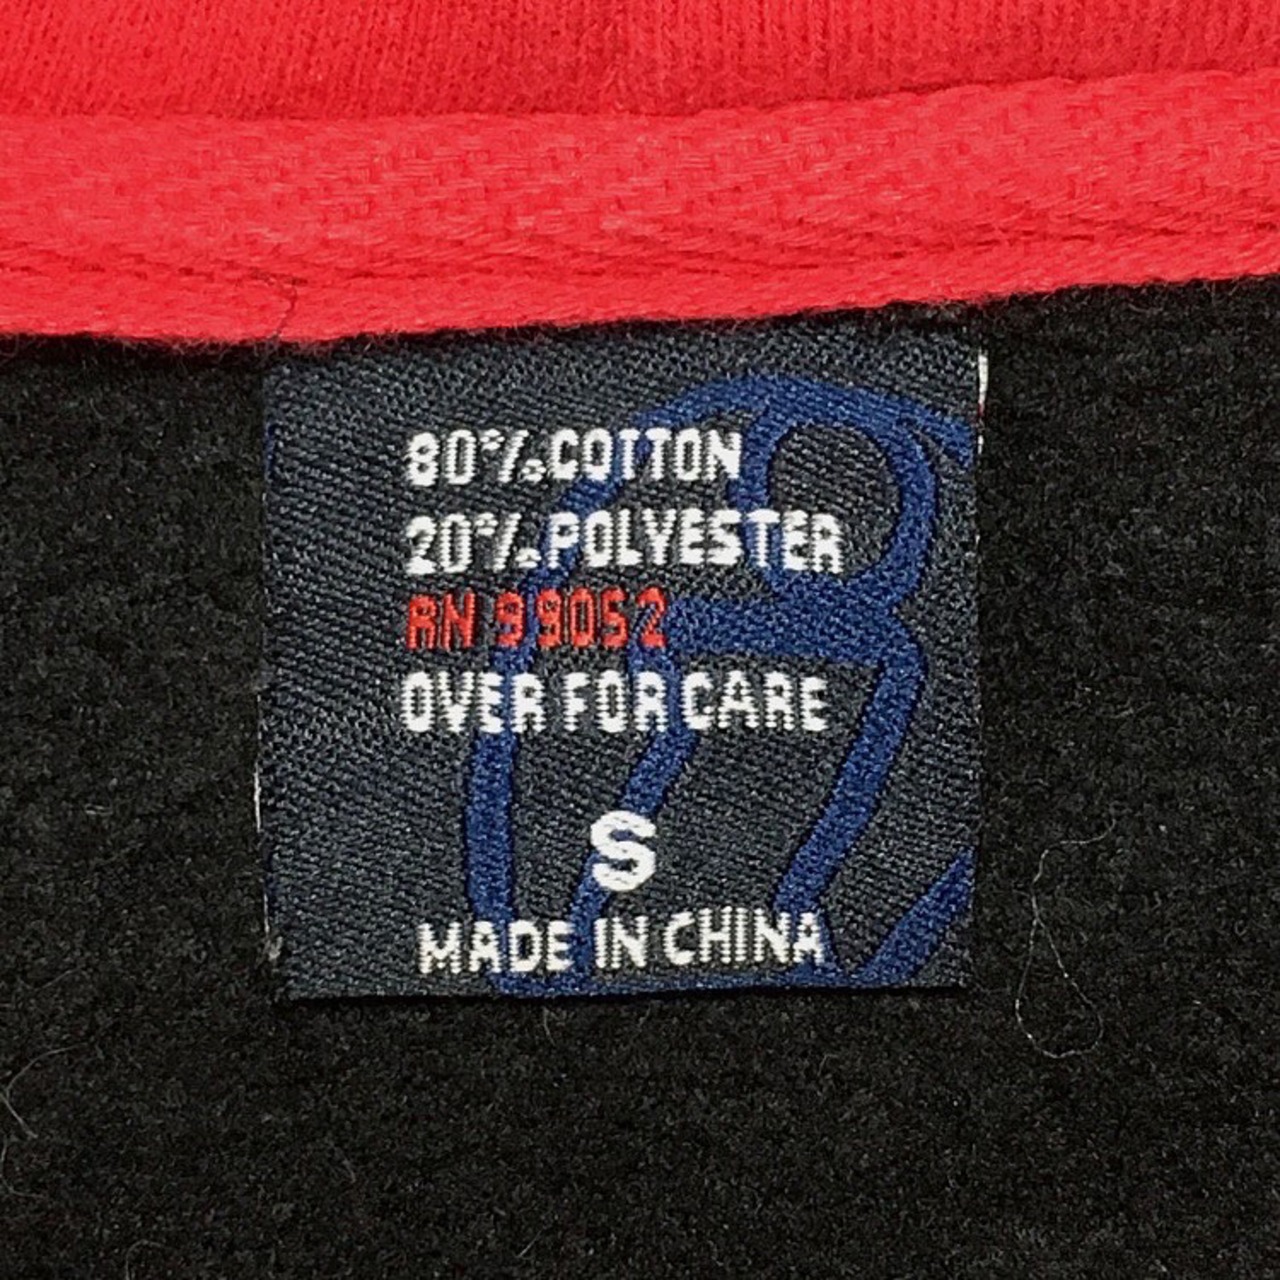 80% COTTON
20% POLYESTER
RN 99052
OVER FOR CARE
S
MADE IN CHINA